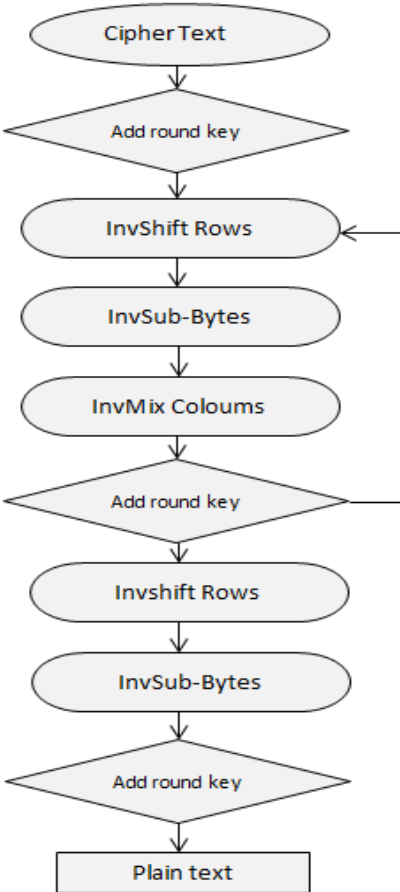 Cipher Text
Add round key
InvShift Rows
InvSub-Bytes
InvMix Coloums
Add round key
Invshift Rows
InvSub-Bytes
Add round key
Plain text